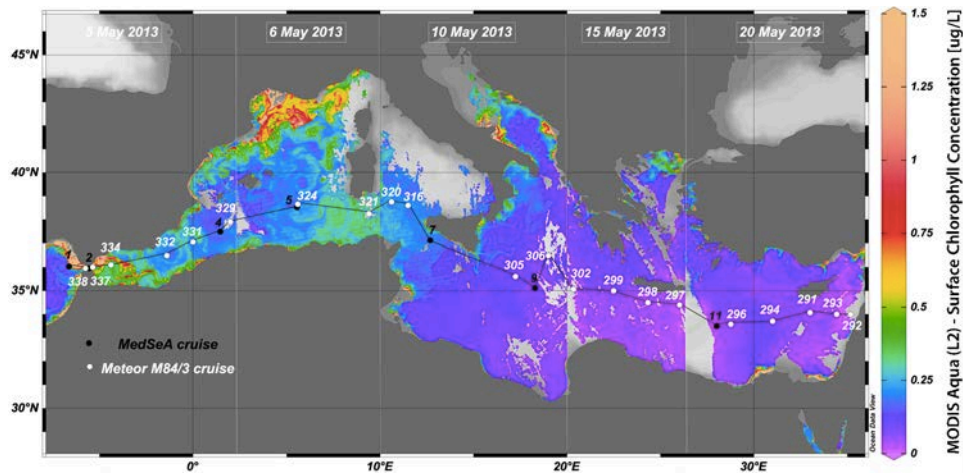 5 May 2013
6 May 2013
10 May 2013
15 May 2013
20 May 2013
45°N
40°N
35°N
30°N
0°
10°E
20°E
30°E
1
2
338
337
334
332
331
4
329
5
324
321
320
316
7
305
306
9
302
299
298
297
11
296
294
291
293
292
MedSeA cruise
Meteor M84/3 cruise
Ocean Data View
1.5
1.25
1
0.75
0.5
0.25
0
MODIS Aqua (L2) - Surface Chlorophyll Concentration [ug/L]